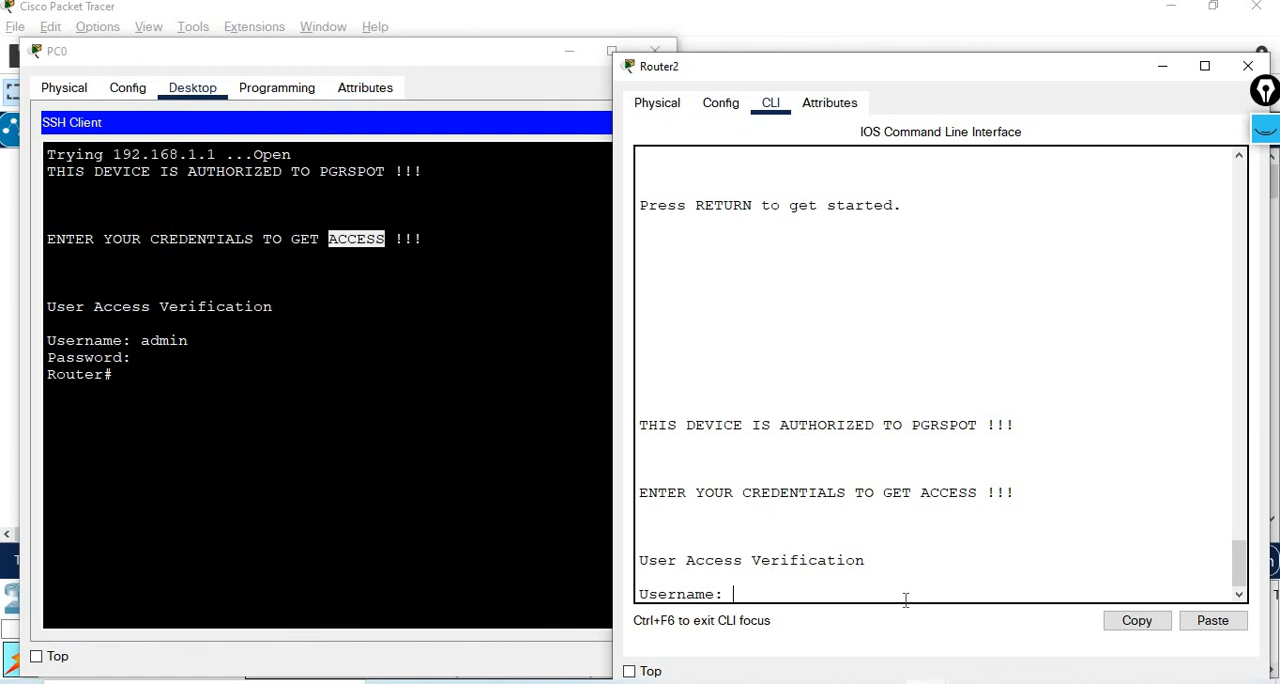 Cisco Packet Tracer
File Edit Options View Tools Extensions Window Help
PC0
Physical Config Desktop Programming Attributes
SSH Client
Trying 192.168.1.1 ...Open
THIS DEVICE IS AUTHORIZED TO PGRSPOT !!!
ENTER YOUR CREDENTIALS TO GET ACCESS !!!
User Access Verification
Username: admin
Password:
Router#
Top
Router2
Physical Config CLI Attributes
IOS Command Line Interface
Press RETURN to get started.
THIS DEVICE IS AUTHORIZED TO PGRSPOT !!!
ENTER YOUR CREDENTIALS TO GET ACCESS !!!
User Access Verification
Username:
Ctrl+F6 to exit CLI focus
Copy Paste
Top